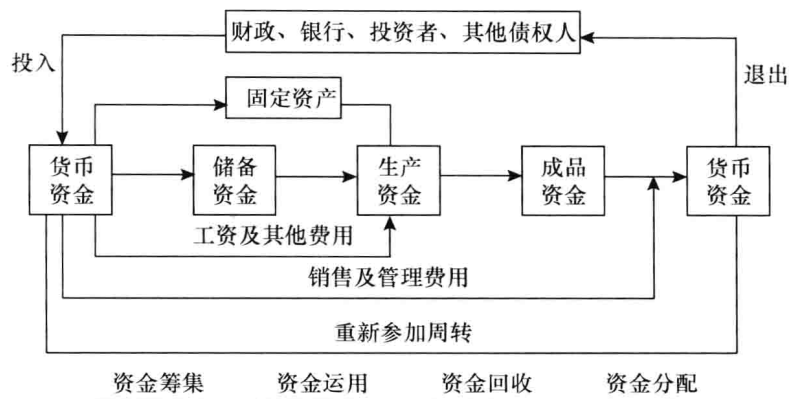 财政、银行、投资者、其他债权人
投入
退出
固定资产
货币
资金
储备
资金
生产
资金
成品
资金
货币
资金
工资及其他费用
销售及管理费用
重新参加周转
资金筹集
资金运用
资金回收
资金分配